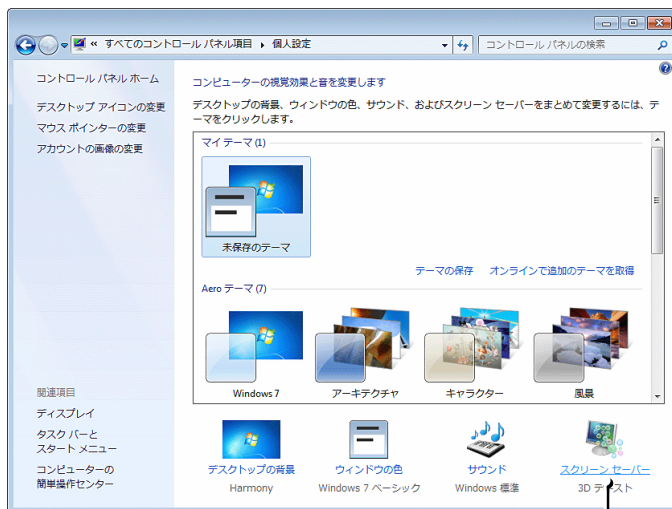 « すべてのコントロール パネル項目 ▸ 個人設定
コントロール パネルの検索
コントロール パネル ホーム
デスクトップ アイコンの変更
マウス ポインターの変更
アカウントの画像の変更
コンピューターの視覚効果と音を変更します
デスクトップの背景、ウィンドウの色、サウンド、およびスクリーン セーバーをまとめて変更するには、テ
ーマをクリックします。
マイ テーマ (1)
未保存のテーマ
テーマの保存 オンラインで追加のテーマを取得
Aero テーマ (7)
Windows 7 アーキテクチャ キャラクター 風景
関連項目
ディスプレイ
タスク バーと
スタート メニュー
コンピューターの
簡単操作センター
デスクトップの背景 ウィンドウの色 サウンド スクリーン セーバー
Harmony Windows 7 ベーシック Windows 標準 3D テキスト